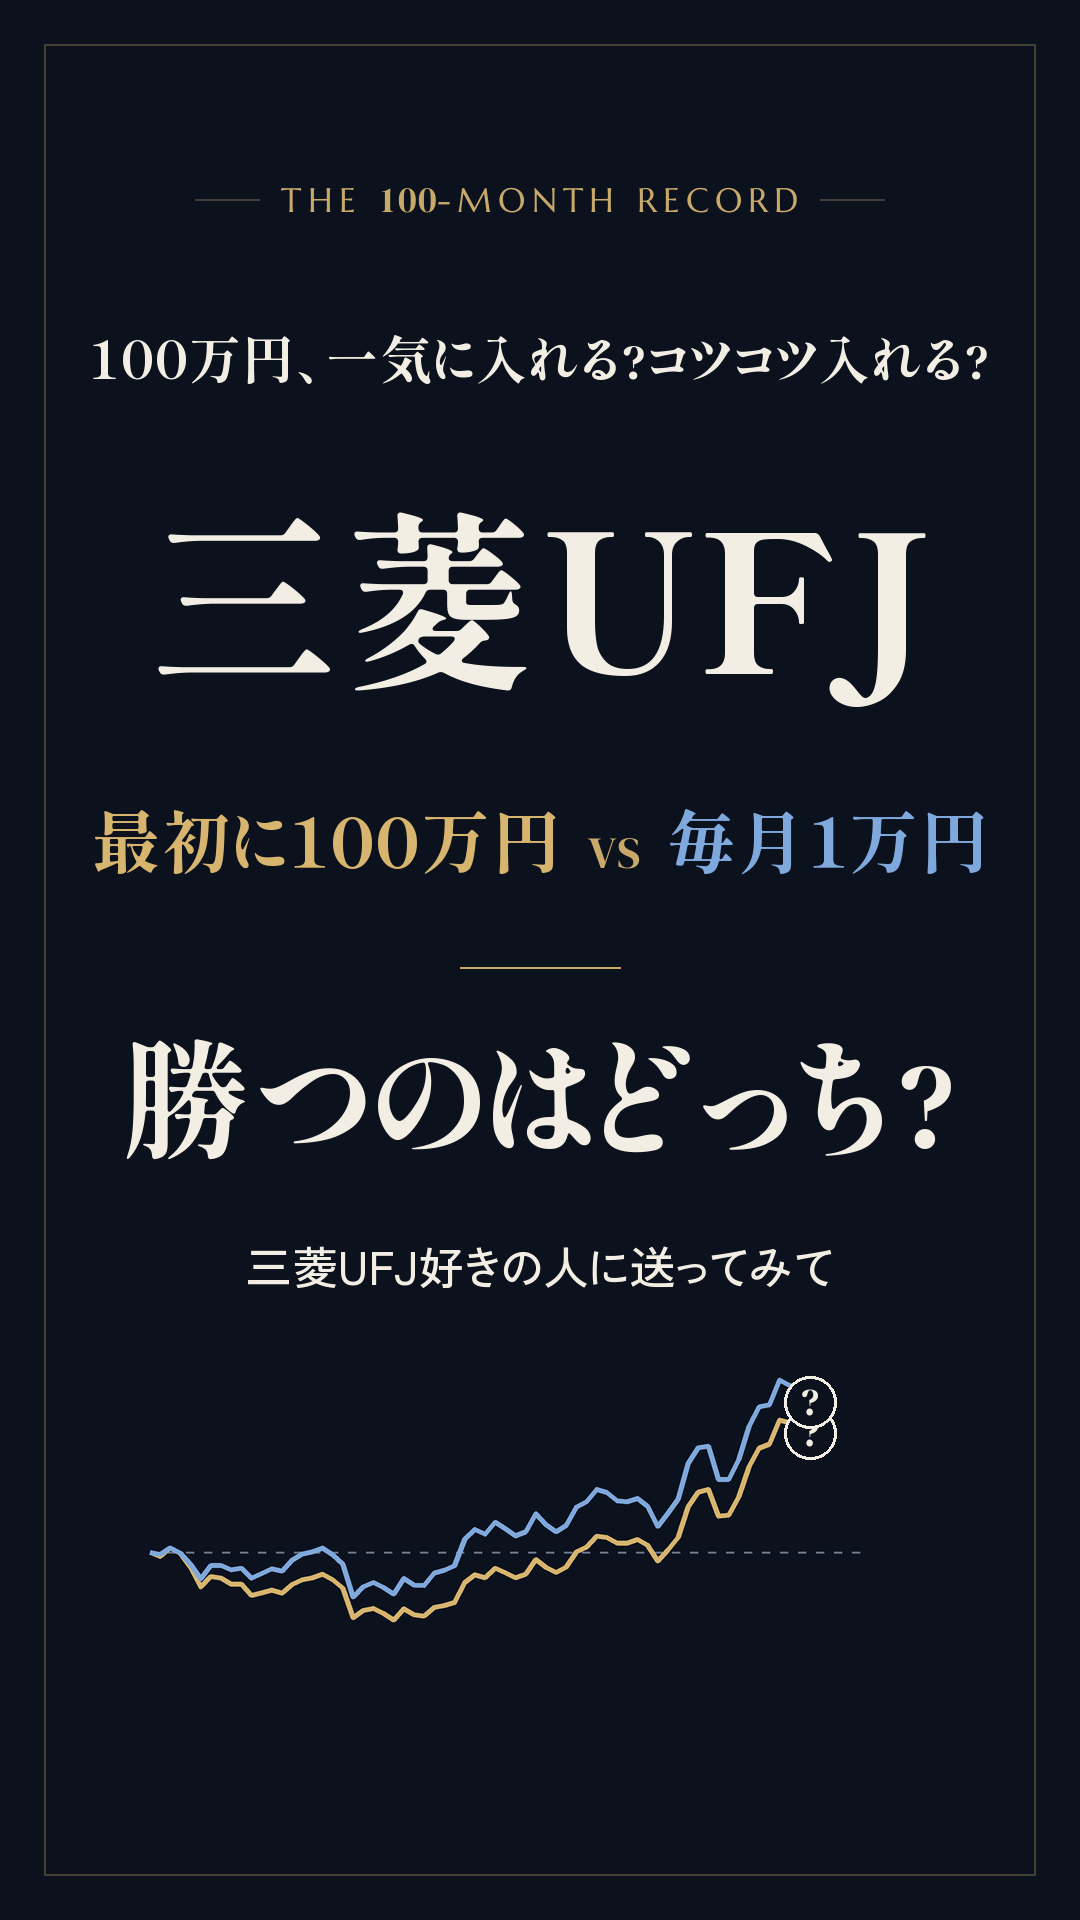 THE 100-MONTH RECORD
100万円、一気に入れる?コツコツ入れる?
三菱UFJ
最初に100万円 vs 毎月1万円
勝つのはどっち?
三菱UFJ好きの人に送ってみて
?
?